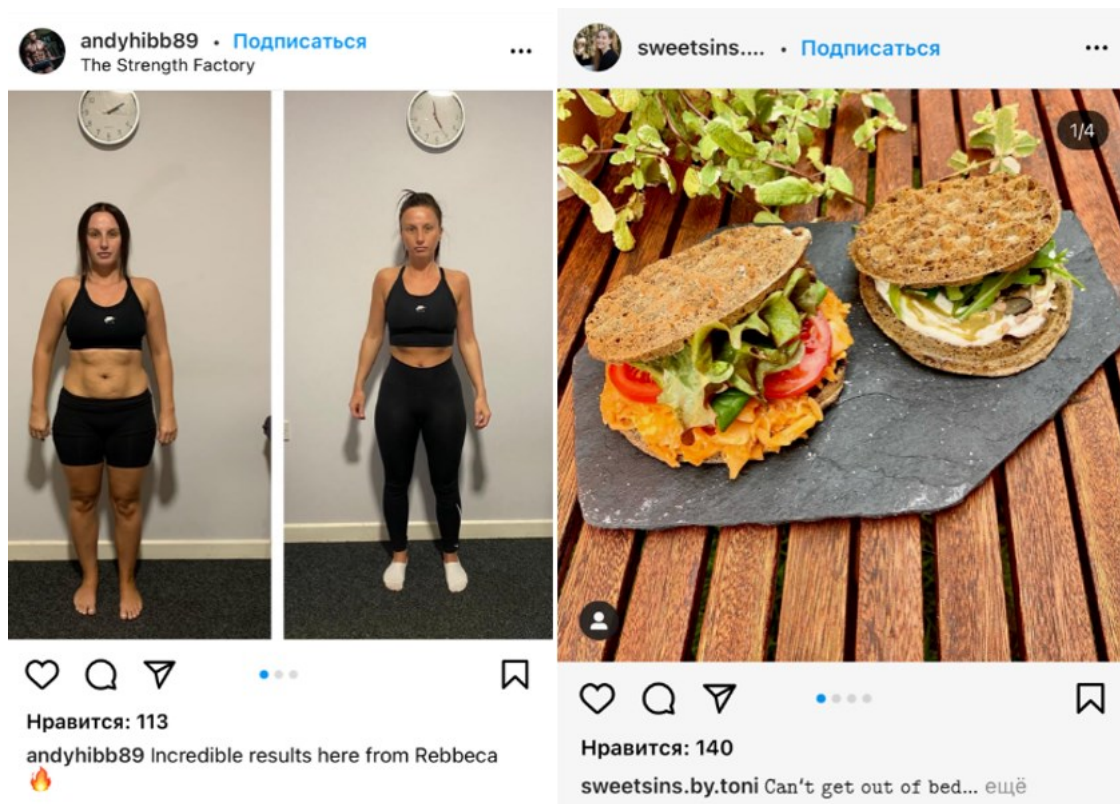 andyhibb89 • Подписаться
The Strength Factory
Нравится: 113
andyhibb89 Incredible results here from Rebbeca
🔥
sweetsins.... • Подписаться
1/4
Нравится: 140
sweetsins.by.toni Can't get out of bed... ещё